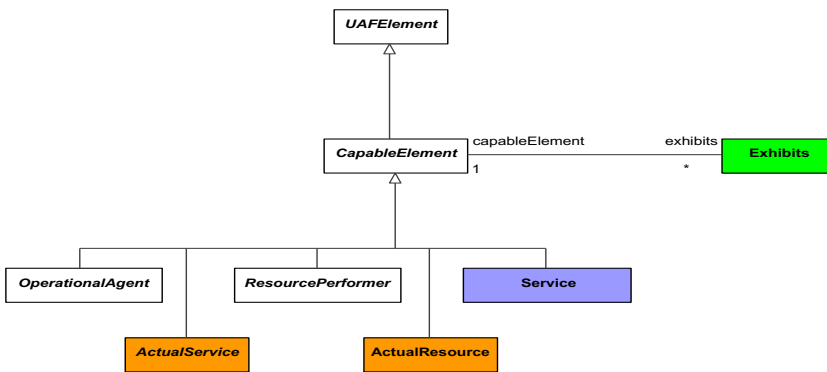 UAFElement
capableElement
exhibits
CapableElement
Exhibits
1
*
OperationalAgent
ResourcePerformer
Service
ActualService
ActualResource